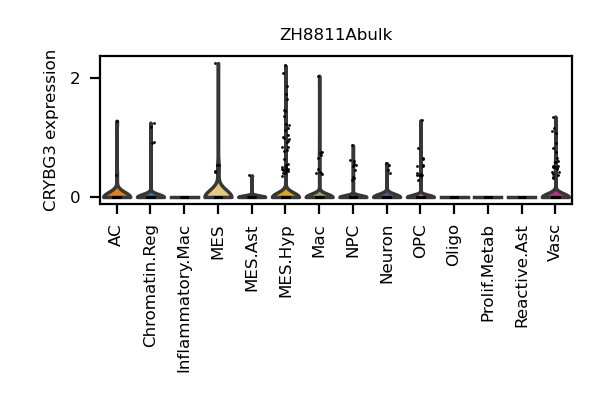 ZH8811Abulk
CRYBG3 expression
2
0
AC
Chromatin.Reg
Inflammatory.Mac
MES
MES.Ast
MES.Hyp
Mac
NPC
Neuron
OPC
Oligo
Prolif.Metab
Reactive.Ast
Vasc